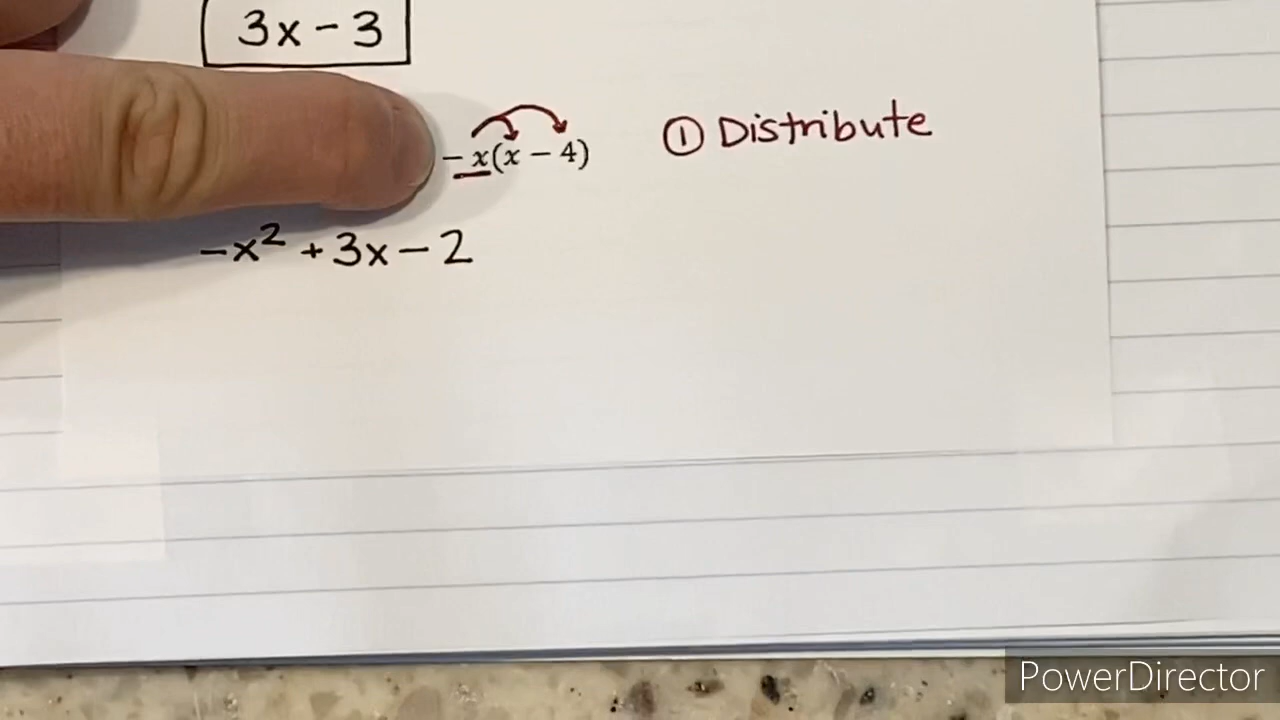 3x - 3
- x(x - 4) ① Distribute
-x² + 3x - 2
PowerDirector